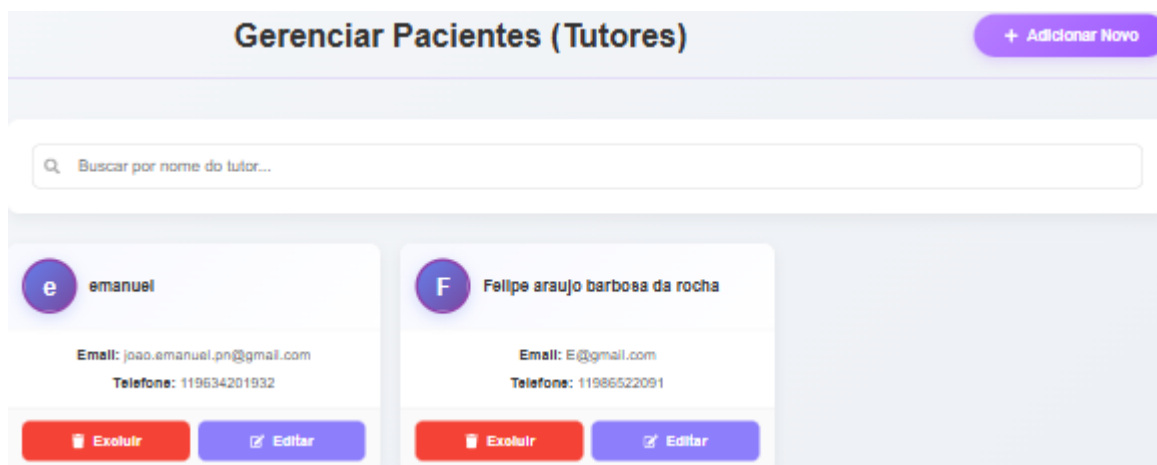 Gerenciar Pacientes (Tutores)
+ Adicionar Novo
Buscar por nome do tutor...
e
emanuel
Email: joao.emanuel.pn@gmail.com
Telefone: 119634201932
Excluir
Editar
F
Felipe araujo barbosa da rocha
Email: E@gmail.com
Telefone: 11986522091
Excluir
Editar